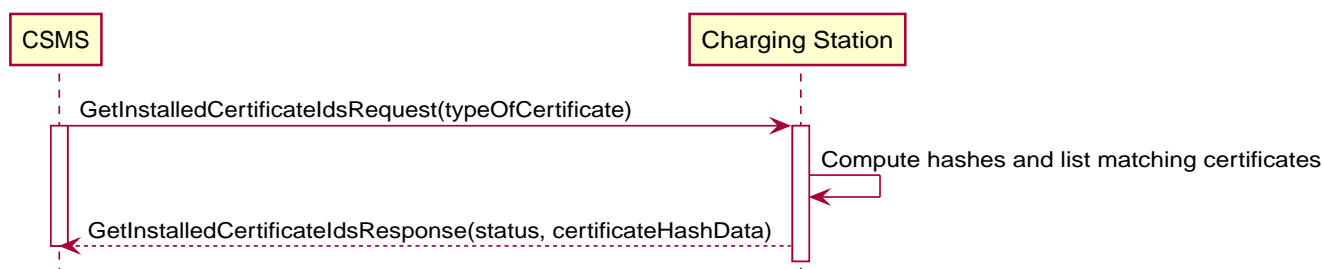 CSMS
Charging Station
GetInstalledCertificateIdsRequest(typeOfCertificate)
Compute hashes and list matching certificates
GetInstalledCertificateIdsResponse(status, certificateHashData)